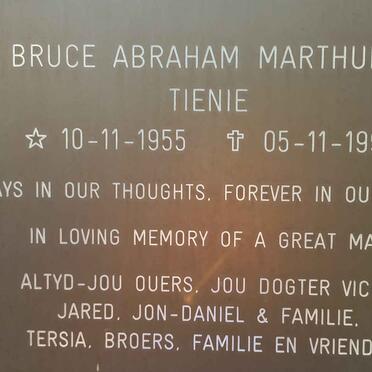 BRUCE ABRAHAM MARTHU
TIENIE
☆ 10-11-1955 ✝ 05-11-199
AYS IN OUR THOUGHTS, FOREVER IN OU
IN LOVING MEMORY OF A GREAT MA
ALTYD-JOU OUERS, JOU DOGTER VIC
JARED, JON-DANIEL & FAMILIE,
TERSIA, BROERS, FAMILIE EN VRIEND